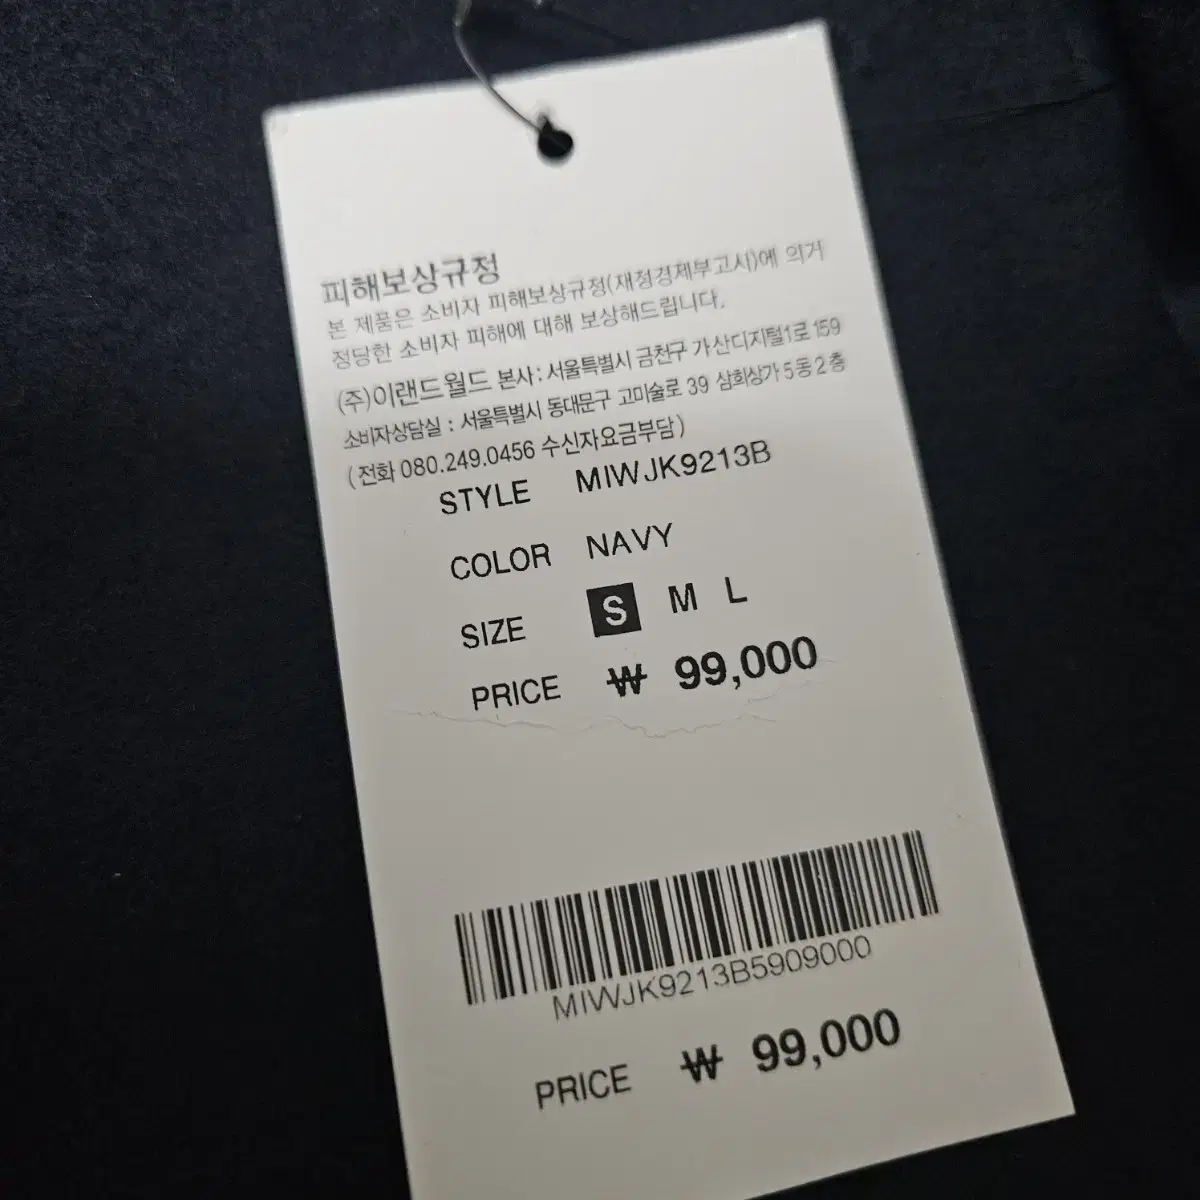 피해보상규정
본 제품은 소비자 피해보상규정(재정경제부고시)에 의거
정당한 소비자 피해에 대해 보상해드립니다.
(주)이랜드월드 본사: 서울특별시 금천구 가산디지털1로 159
소비자상담실 : 서울특별시 동대문구 고미술로 39 삼희상가 5동 2층
( 전화 080.249.0456 수신자요금부담 )
STYLE MIWJK9213B
COLOR NAVY
SIZE S M L
PRICE ₩ 99,000
MIWJK9213B5909000
PRICE ₩ 99,000